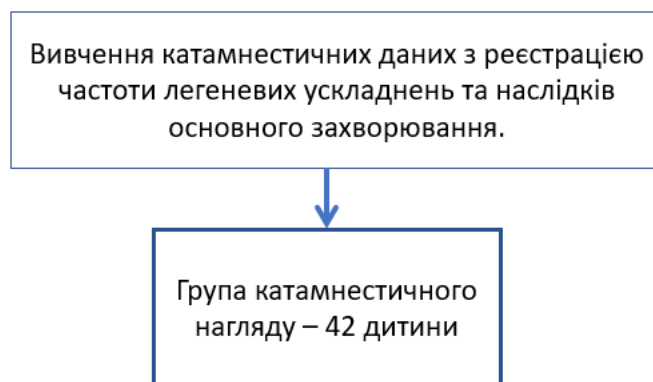 Вивчення катамнестичних даних з реєстрацією
частоти легеневих ускладнень та наслідків
основного захворювання.
Група катамнестичного
нагляду – 42 дитини